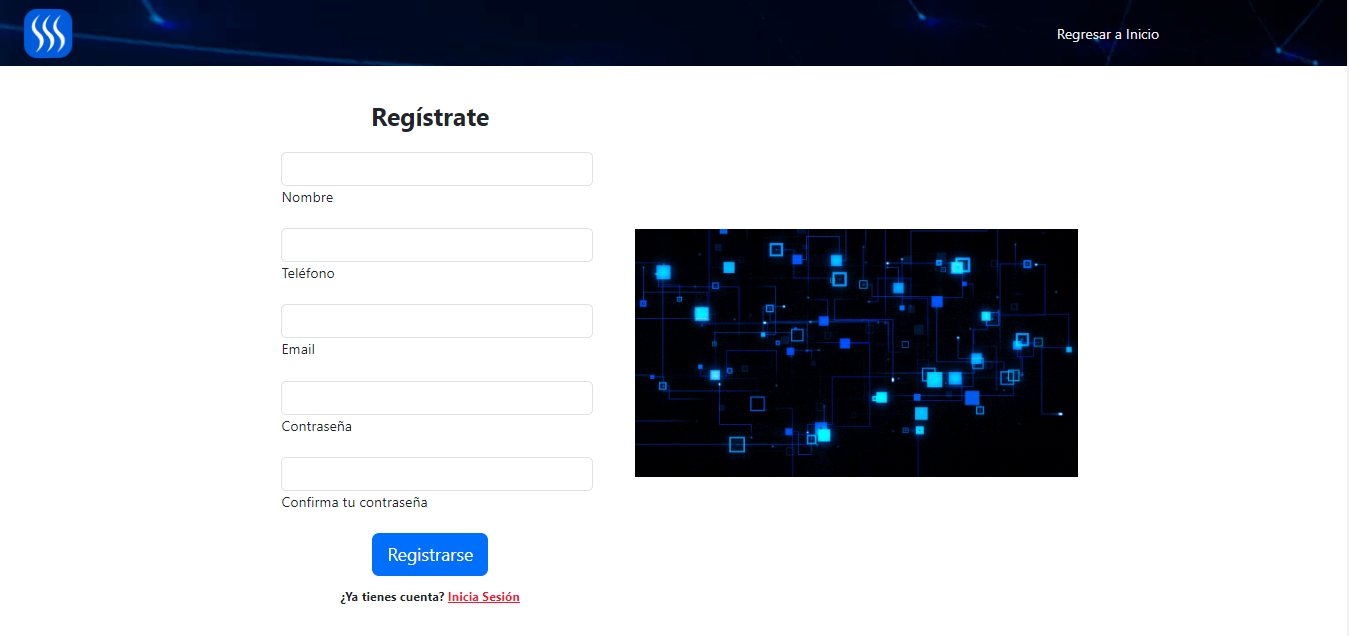 Regresar a Inicio
Regístrate
Nombre
Teléfono
Email
Contraseña
Confirma tu contraseña
Registrarse
¿Ya tienes cuenta? Inicia Sesión